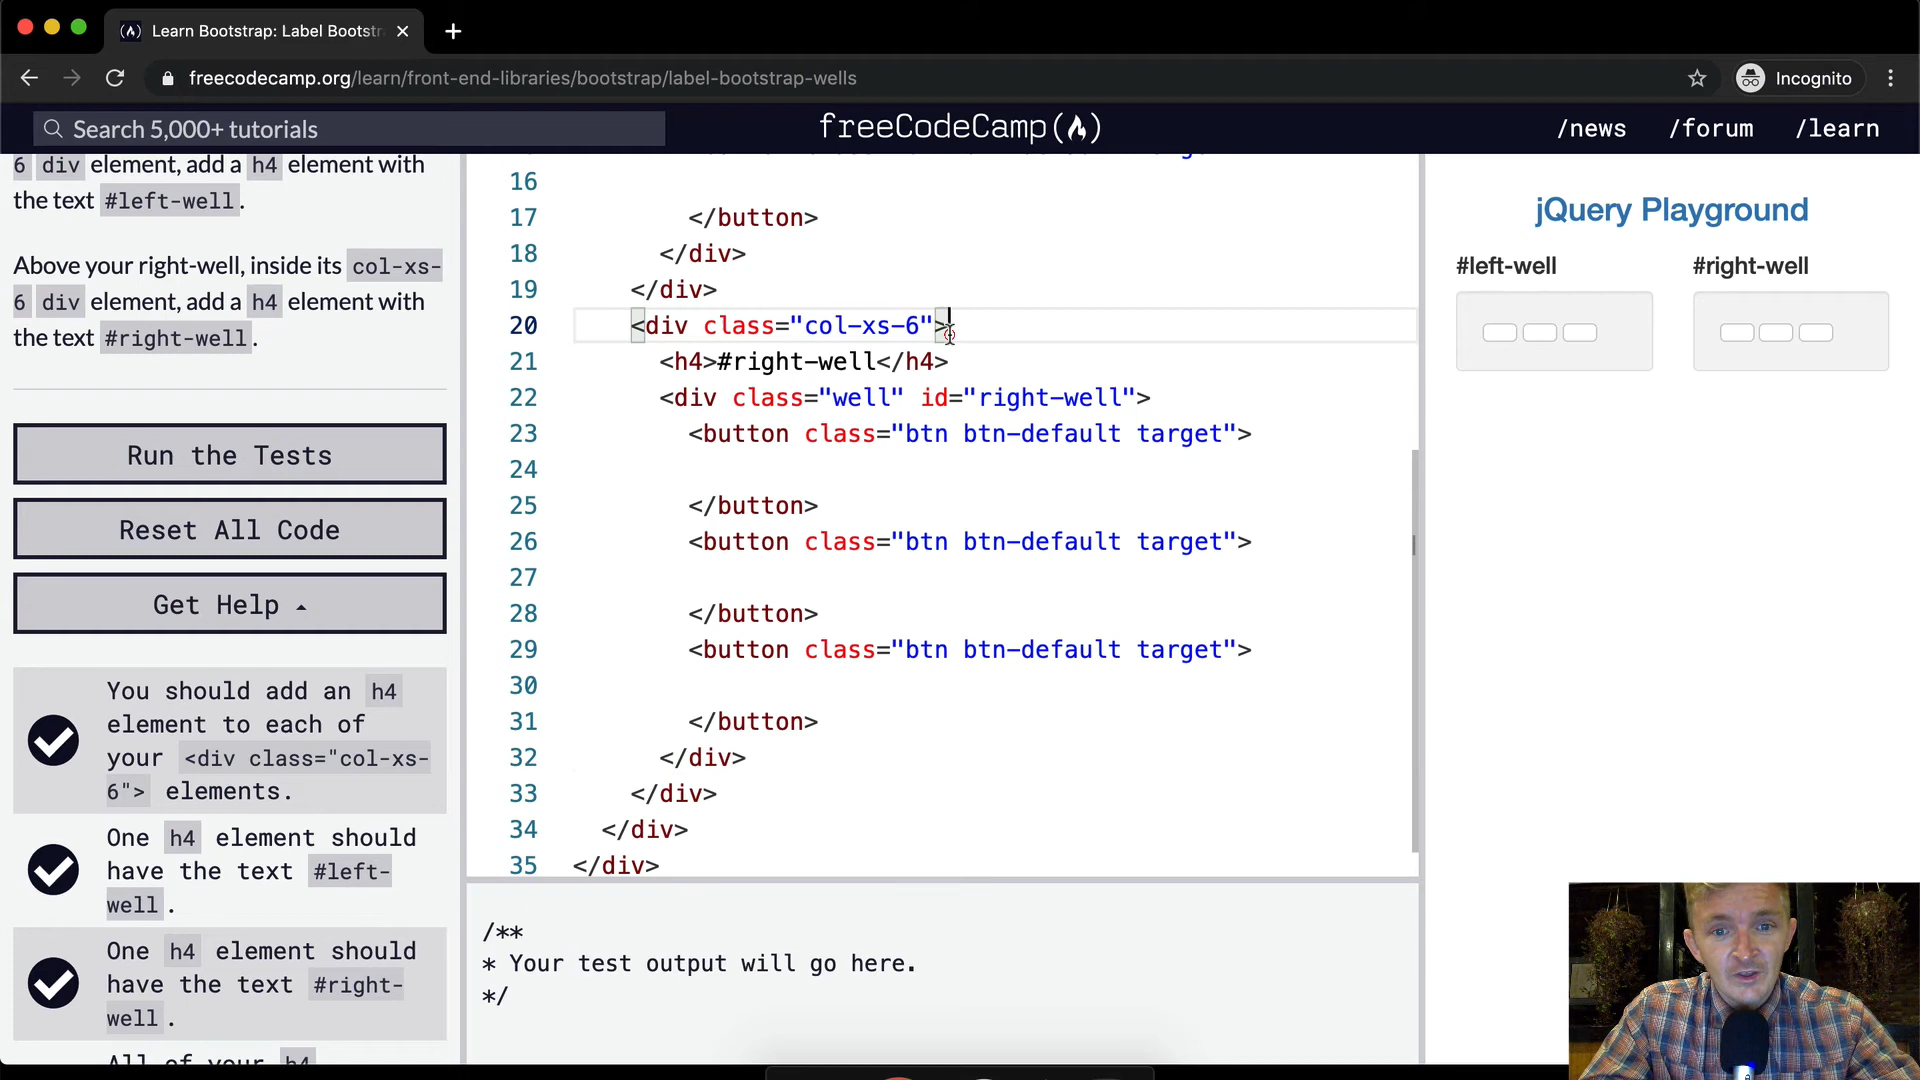 Learn Bootstrap: Label Bootst
freecodecamp.org/learn/front-end-libraries/bootstrap/label-bootstrap-wells
Incognito
Search 5,000+ tutorials
freeCodeCamp(🔥)
/news /forum /learn
6 div element, add a h4 element with
the text #left-well.
Above your right-well, inside its col-xs-
6 div element, add a h4 element with
the text #right-well.
Run the Tests
Reset All Code
Get Help
You should add an h4
element to each of
your <div class="col-xs-
6"> elements.
One h4 element should
have the text #left-
well.
One h4 element should
have the text #right-
well.
All of your h4
16
17 </button>
18 </div>
19 </div>
20 <div class="col-xs-6">
21 <h4>#right-well</h4>
22 <div class="well" id="right-well">
23 <button class="btn btn-default target">
24
25 </button>
26 <button class="btn btn-default target">
27
28 </button>
29 <button class="btn btn-default target">
30
31 </button>
32 </div>
33 </div>
34 </div>
35 </div>
/**
* Your test output will go here.
*/
jQuery Playground
#left-well
#right-well